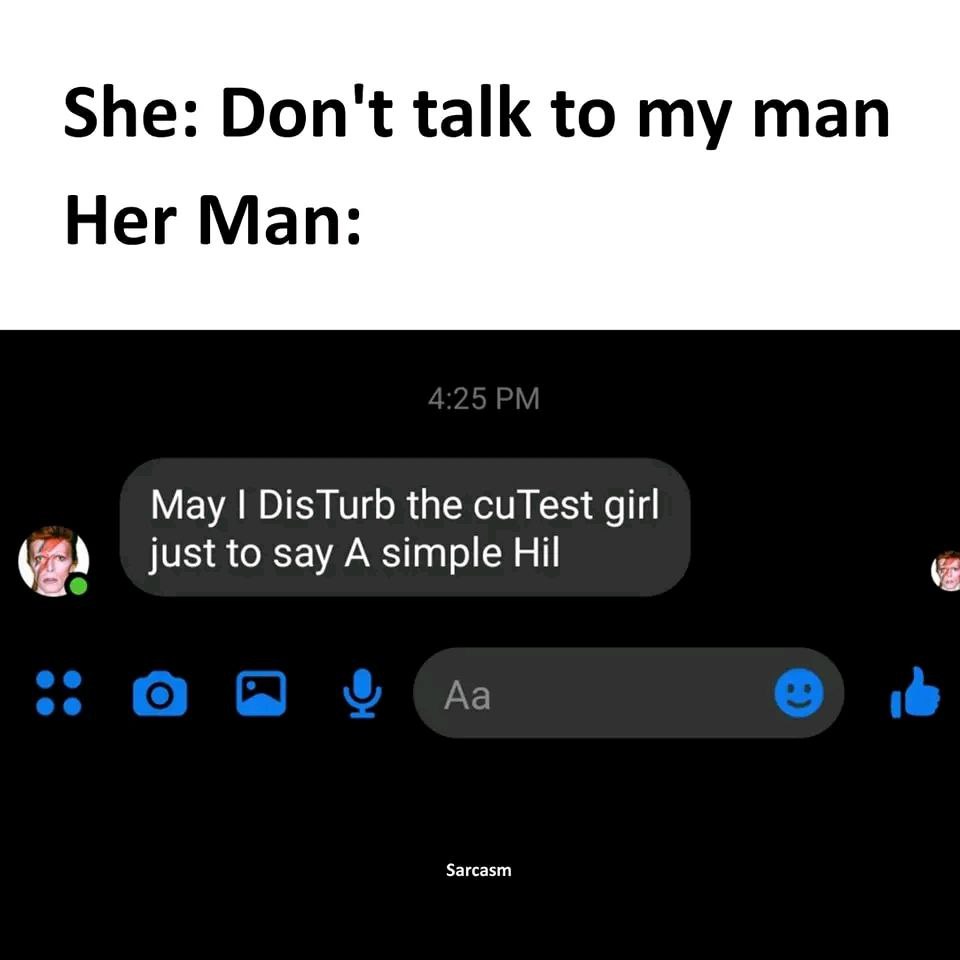 She: Don't talk to my man
Her Man:
4:25 PM
May I DisTurb the cuTest girl
just to say A simple Hil
Aa
Sarcasm